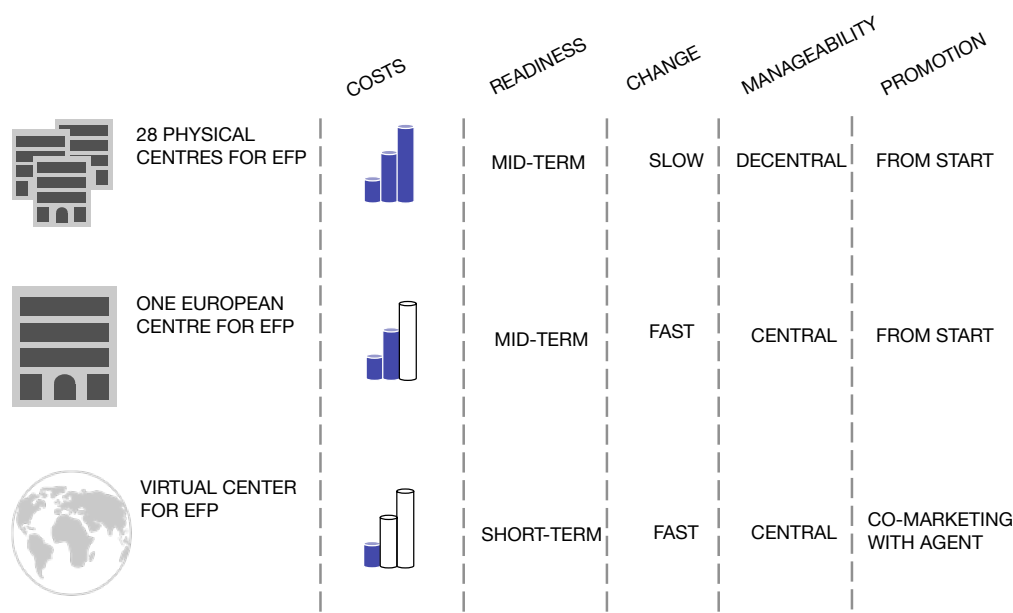 COSTS
READINESS
CHANGE
MANAGEABILITY
PROMOTION
28 PHYSICAL
CENTRES FOR EFP
MID-TERM
SLOW
DECENTRAL
FROM START
ONE EUROPEAN
CENTRE FOR EFP
MID-TERM
FAST
CENTRAL
FROM START
VIRTUAL CENTER
FOR EFP
SHORT-TERM
FAST
CENTRAL
CO-MARKETING
WITH AGENT